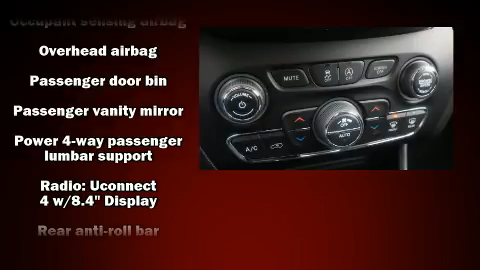 Occupant sensing airbag
Overhead airbag
Passenger door bin
Passenger vanity mirror
Power 4-way passenger
lumbar support
Radio: Uconnect
4 w/8.4" Display
Rear anti-roll bar
MUTE
VOLUME
A/C
AUTO